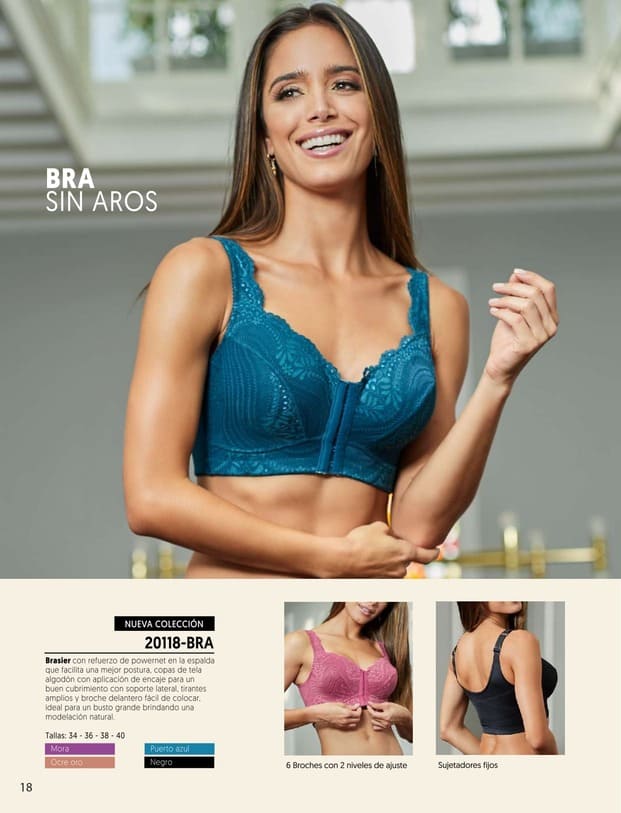 BRA
SIN AROS
NUEVA COLECCIÓN
20118-BRA
Brasier con refuerzo de powernet en la espalda
que facilita una mejor postura, copas de tela
algodón con aplicación de encaje para un
buen cubrimiento con soporte lateral, tirantes
amplios y broche delantero fácil de colocar,
ideal para un busto grande brindando una
modelación natural.
Tallas: 34 - 36 - 38 - 40
Mora
Puerto azul
Ocre oro
Negro
6 Broches con 2 niveles de ajuste
Sujetadores fijos
18